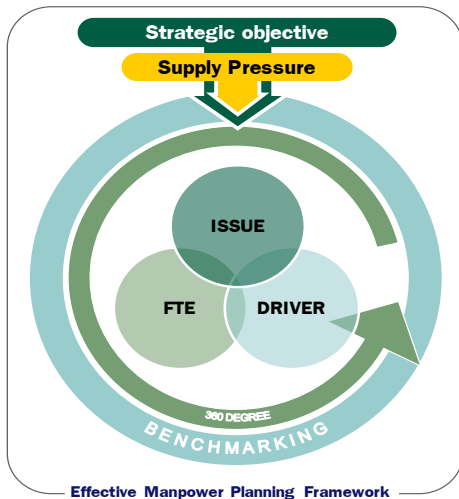 Strategic objective
Supply Pressure
ISSUE
FTE DRIVER
360 DEGREE
BENCHMARKING
Effective Manpower Planning Framework